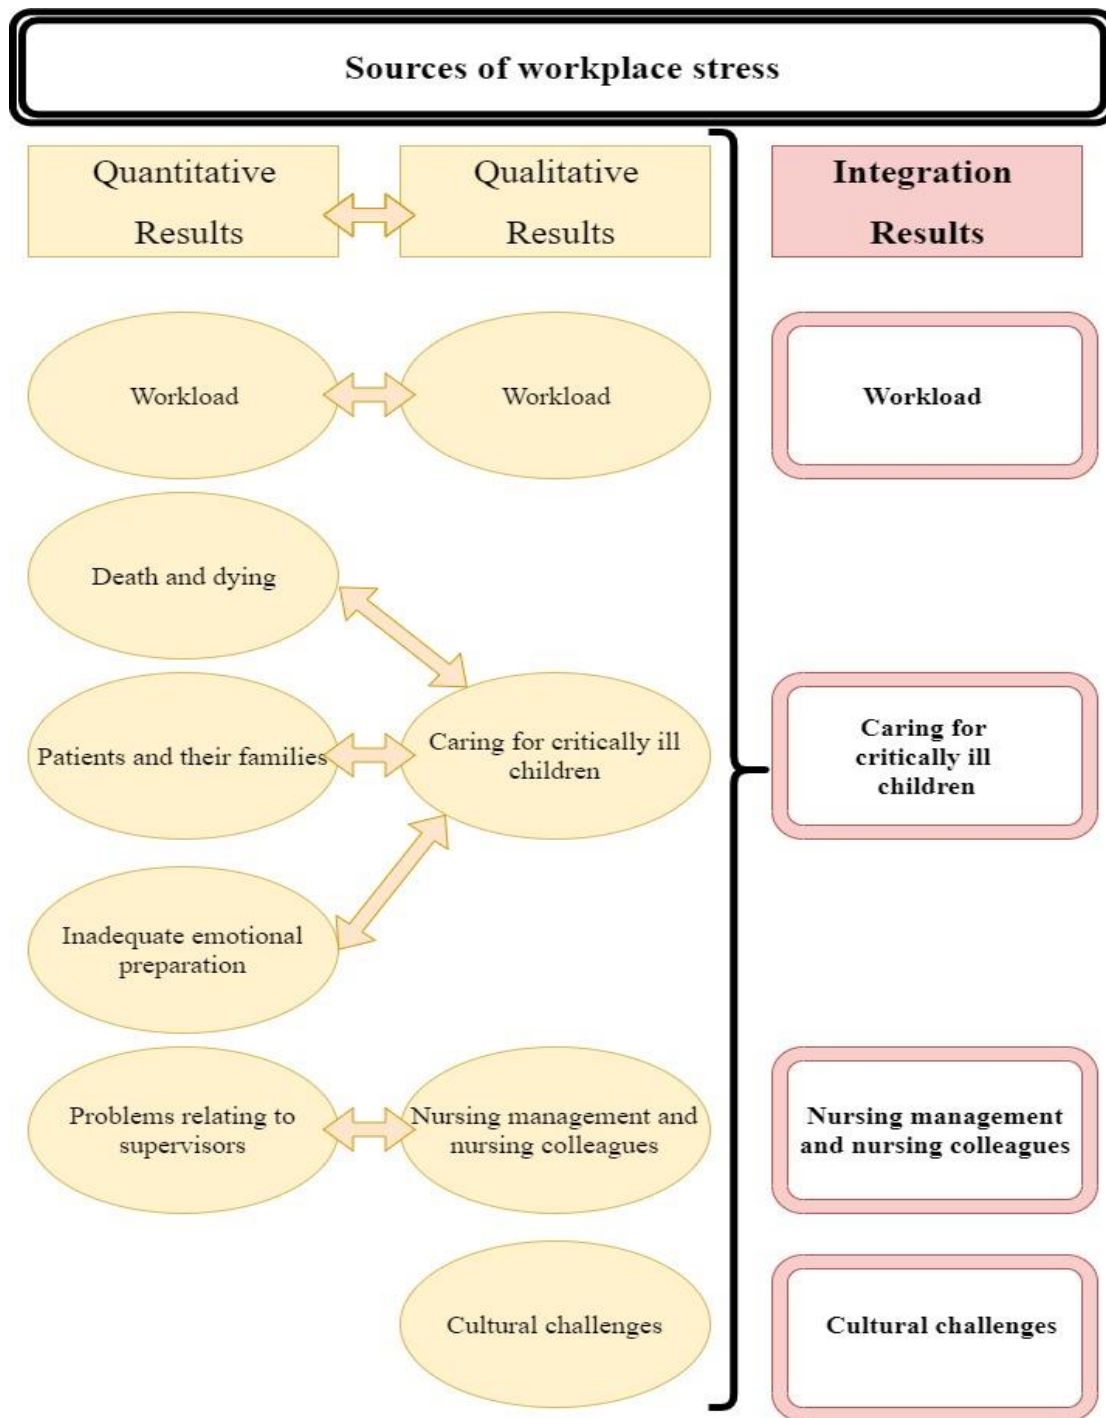 Sources of workplace stress
Quantitative
Results
Qualitative
Results
Integration
Results
Workload
Workload
Workload
Death and dying
Patients and their families
Caring for critically ill
children
Caring for
critically ill
children
Inadequate emotional
preparation
Problems relating to
supervisors
Nursing management and
nursing colleagues
Nursing management
and nursing colleagues
Cultural challenges
Cultural challenges